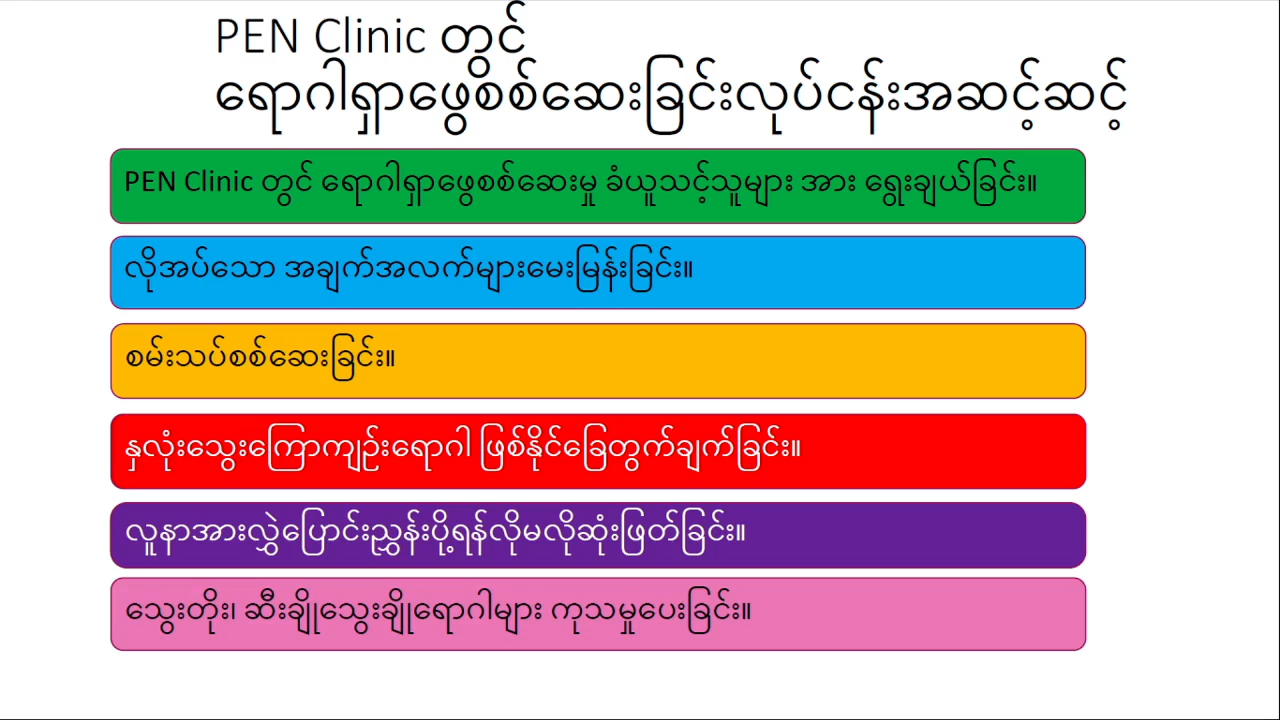 PEN Clinic တွင်
ရောဂါရှာဖွေစစ်ဆေးခြင်းလုပ်ငန်းအဆင့်ဆင့်
PEN Clinic တွင် ရောဂါရှာဖွေစစ်ဆေးမှု ခံယူသင့်သူများ အား ရွေးချယ်ခြင်း။
လိုအပ်သော အချက်အလက်များမေးမြန်းခြင်း။
စမ်းသပ်စစ်ဆေးခြင်း။
နှလုံးသွေးကြောကျဉ်းရောဂါ ဖြစ်နိုင်ခြေတွက်ချက်ခြင်း။
လူနာအားလွှဲပြောင်းညွှန်းပို့ရန်လိုမလိုဆုံးဖြတ်ခြင်း။
သွေးတိုး၊ ဆီးချိုသွေးချိုရောဂါများ ကုသမှုပေးခြင်း။